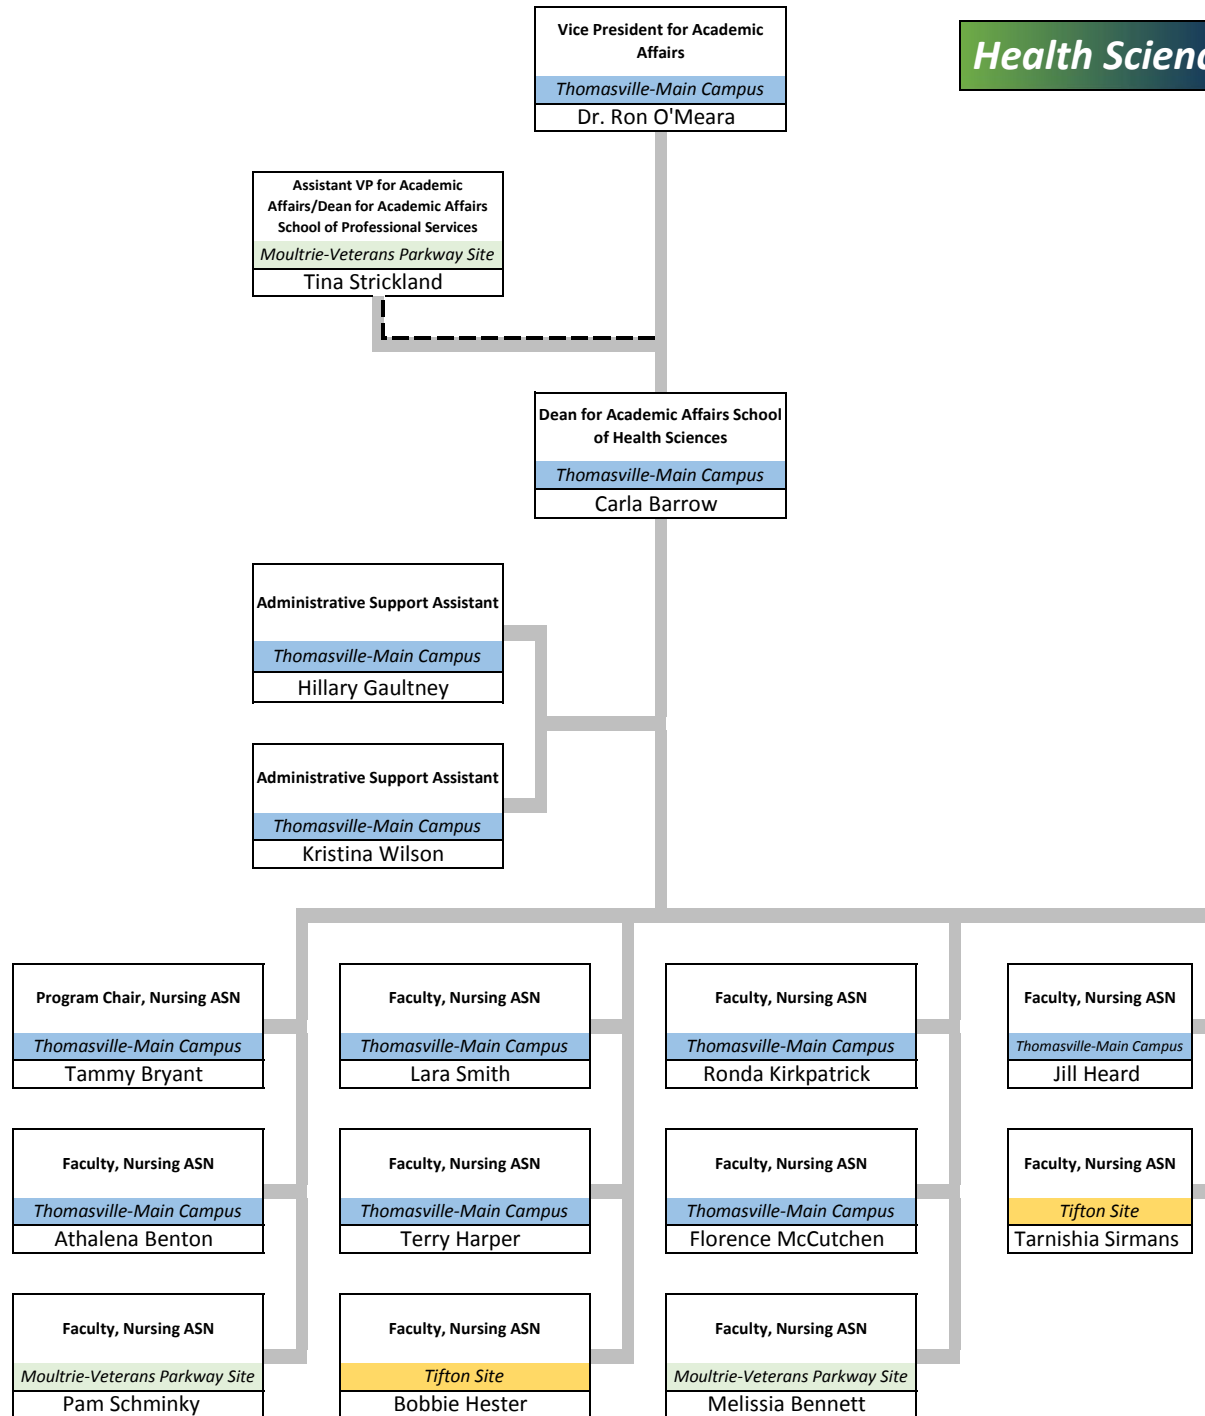 Vice President for Academic
Affairs
Thomasville-Main Campus
Dr. Ron O'Meara
Health Scienc
Assistant VP for Academic
Affairs/Dean for Academic Affairs
School of Professional Services
Moultrie-Veterans Parkway Site
Tina Strickland
Dean for Academic Affairs School
of Health Sciences
Thomasville-Main Campus
Carla Barrow
Administrative Support Assistant
Thomasville-Main Campus
Hillary Gaultney
Administrative Support Assistant
Thomasville-Main Campus
Kristina Wilson
Program Chair, Nursing ASN
Thomasville-Main Campus
Tammy Bryant
Faculty, Nursing ASN
Thomasville-Main Campus
Lara Smith
Faculty, Nursing ASN
Thomasville-Main Campus
Ronda Kirkpatrick
Faculty, Nursing ASN
Thomasville-Main Campus
Jill Heard
Faculty, Nursing ASN
Thomasville-Main Campus
Athalena Benton
Faculty, Nursing ASN
Thomasville-Main Campus
Terry Harper
Faculty, Nursing ASN
Thomasville-Main Campus
Florence McCutchen
Faculty, Nursing ASN
Tifton Site
Tarnishia Sirmans
Faculty, Nursing ASN
Moultrie-Veterans Parkway Site
Pam Schminky
Faculty, Nursing ASN
Tifton Site
Bobbie Hester
Faculty, Nursing ASN
Moultrie-Veterans Parkway Site
Melissia Bennett